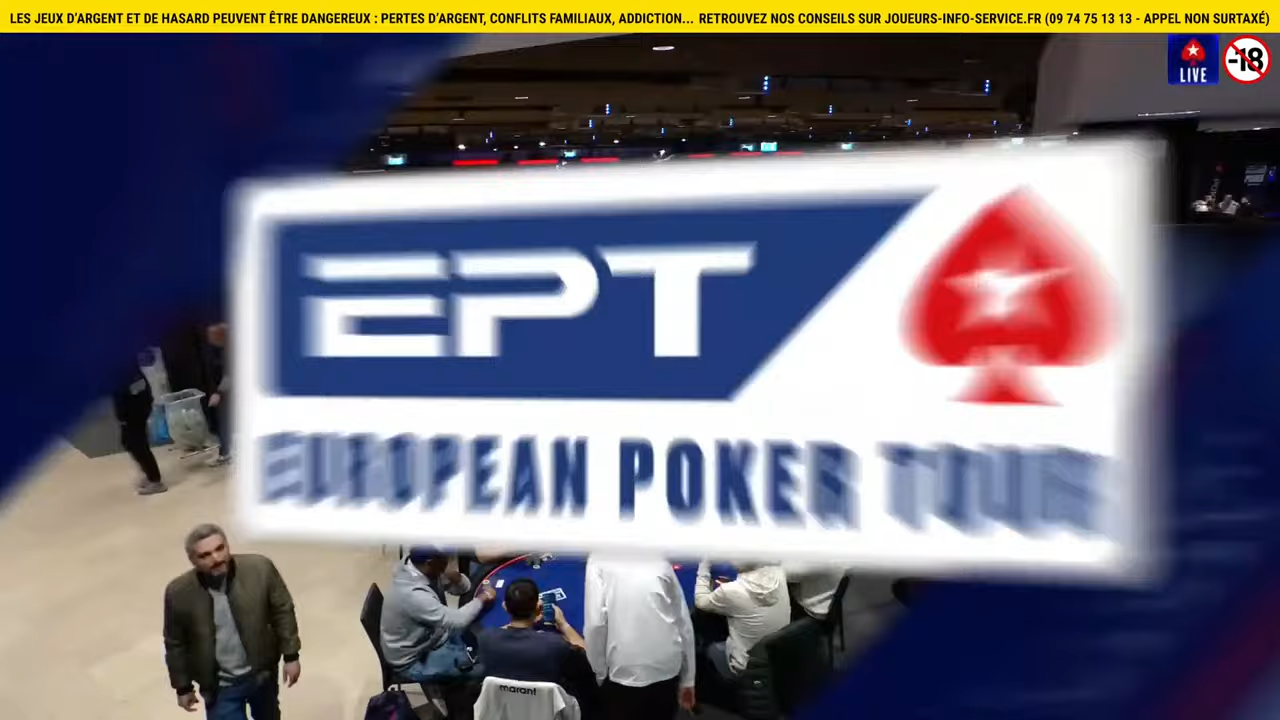 LES JEUX D'ARGENT ET DE HASARD PEUVENT ÊTRE DANGEREUX : PERTES D'ARGENT, CONFLITS FAMILIAUX, ADDICTION... RETROUVEZ NOS CONSEILS SUR JOUEURS-INFO-SERVICE.FR (09 74 75 13 13 - APPEL NON SURTAXÉ)
LIVE
-18
EPT
EUROPEAN POKER TOUR
marant